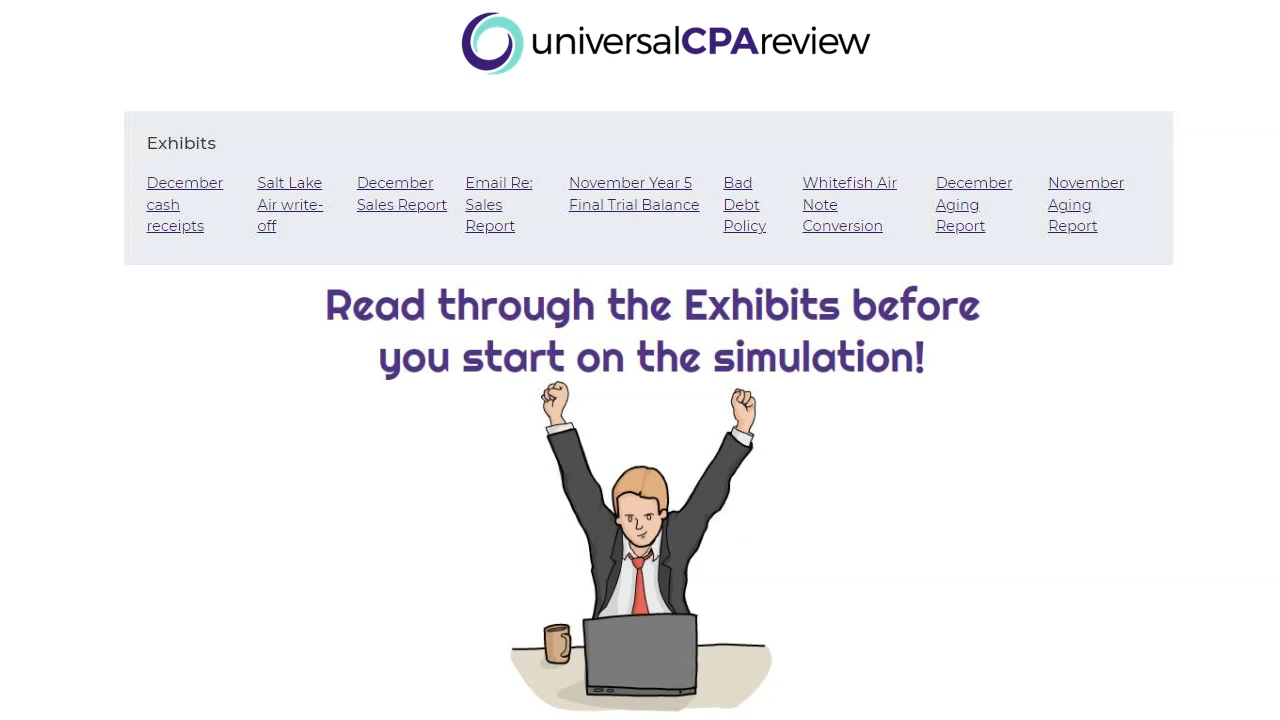 universalCPAreview
Exhibits
December cash receipts
Salt Lake Air write-off
December Sales Report
Email Re: Sales Report
November Year 5 Final Trial Balance
Bad Debt Policy
Whitefish Air Note Conversion
December Aging Report
November Aging Report
Read through the Exhibits before
you start on the simulation!